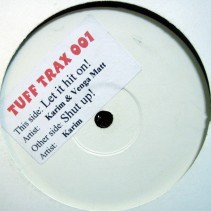 TUFF TRAX 001
This side: Let it hit on!
Artist: Karim & Venga Matt
Other side: Shut up!
Artist: Karim